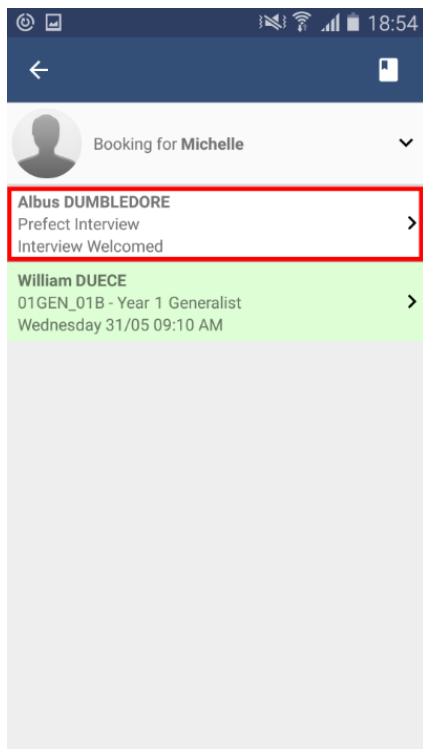 18:54
Booking for Michelle
Albus DUMBLEDORE
Prefect Interview
Interview Welcomed
William DUECE
01GEN_01B - Year 1 Generalist
Wednesday 31/05 09:10 AM